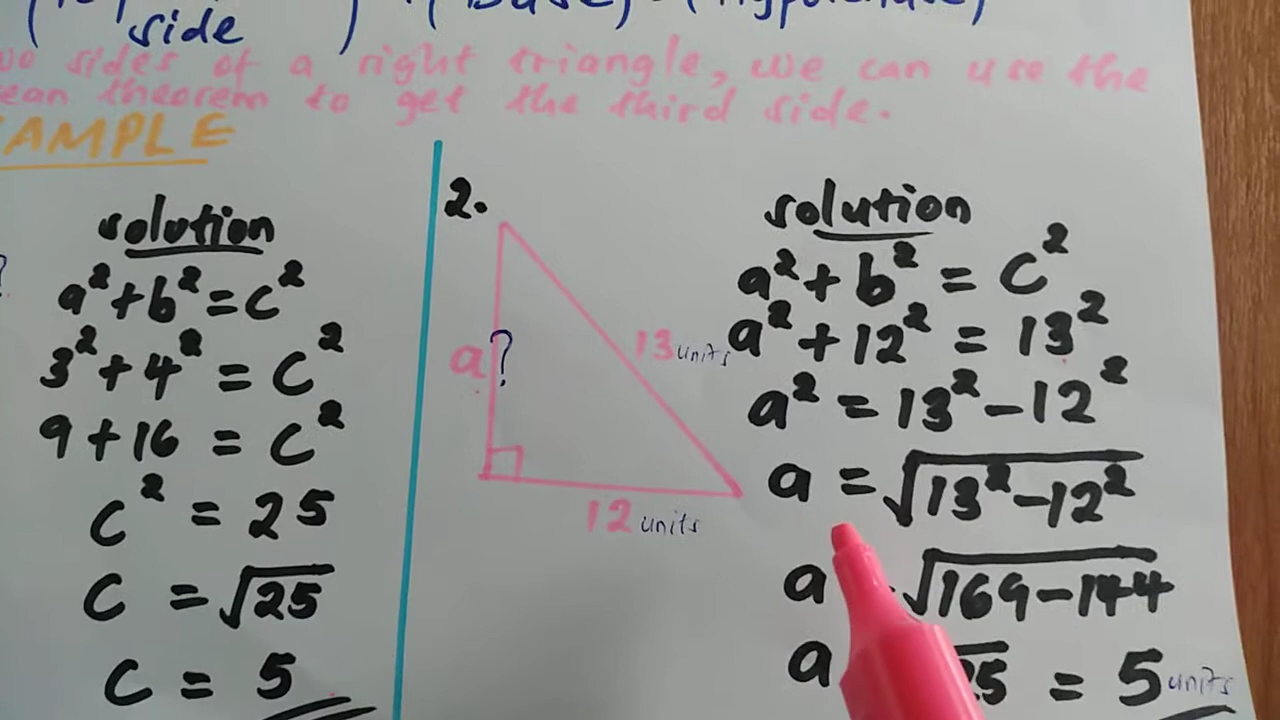 side
two sides of a right triangle, we can use the
theorem to get the third side.
AMPLE
solution
a² + b² = c²
3² + 4² = c²
9 + 16 = c²
c² = 25
c = √25
c = 5
2.
a ?
13 units
12 units
solution
a² + b² = c²
a² + 12² = 13²
a² = 13² - 12²
a = √13² - 12²
a √169 - 144
a 25 = 5 units